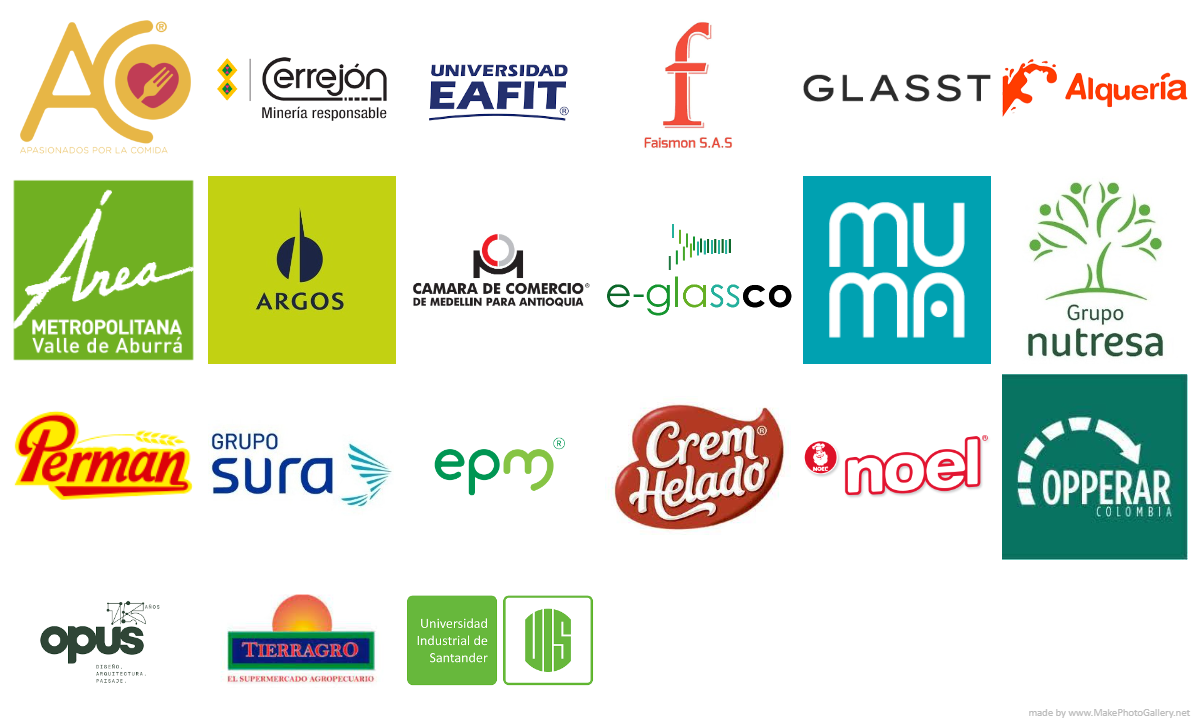 AC®
APASIONADOS POR LA COMIDA
Cerrejón
Minería responsable
UNIVERSIDAD
EAFIT®
f
Faismon S.A.S
GLASST
Alquería
Área
METROPOLITANA
Valle de Aburrá
ARGOS
CAMARA DE COMERCIO®
DE MEDELLIN PARA ANTIOQUIA
e-glassco
MU
MA
Grupo
nutresa
Perman
GRUPO
sura
epm®
Crem®
Helado
NOEL
noel®
OPPERAR
COLOMBIA
AÑOS
opus
DISEÑO.
ARQUITECTURA.
PAISAJE.
TIERRAGRO
EL SUPERMERCADO AGROPECUARIO
Universidad
Industrial de
Santander
UIS
made by www.MakePhotoGallery.net